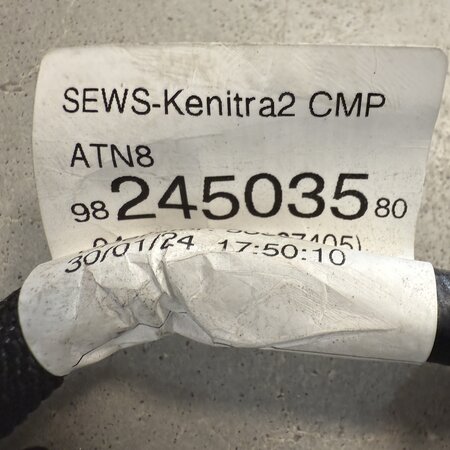 SEWS-Kenitra2 CMP
ATN8
98 245035 80
30/01/24 17:50:10